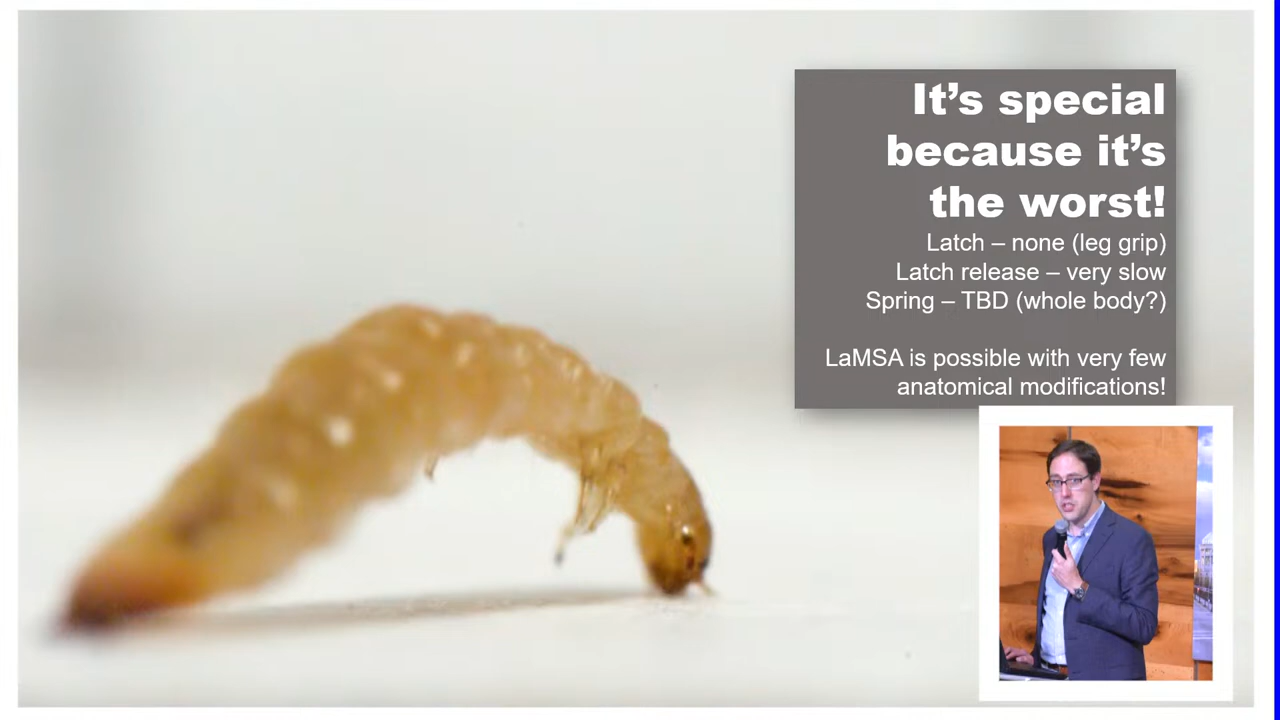 It’s special
because it’s
the worst!
Latch – none (leg grip)
Latch release – very slow
Spring – TBD (whole body?)
LaMSA is possible with very few
anatomical modifications!